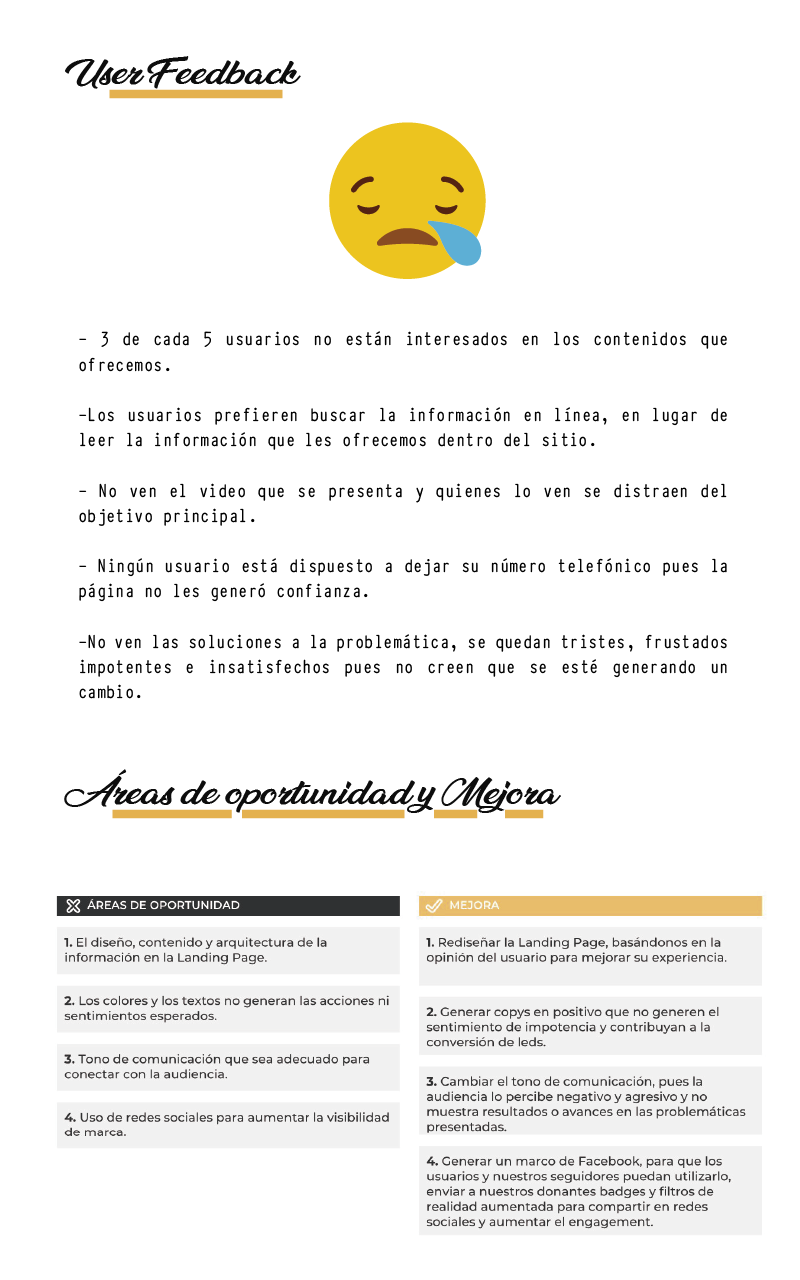 User Feedback
- 3 de cada 5 usuarios no están interesados en los contenidos que
ofrecemos.
-Los usuarios prefieren buscar la información en línea, en lugar de
leer la información que les ofrecemos dentro del sitio.
- No ven el video que se presenta y quienes lo ven se distraen del
objetivo principal.
- Ningún usuario está dispuesto a dejar su número telefónico pues la
página no les generó confianza.
-No ven las soluciones a la problemática, se quedan tristes, frustados
impotentes e insatisfechos pues no creen que se esté generando un
cambio.
Áreas de oportunidad y Mejora
ÁREAS DE OPORTUNIDAD
1. El diseño, contenido y arquitectura de la
información en la Landing Page.
2. Los colores y los textos no generan las acciones ni
sentimientos esperados.
3. Tono de comunicación que sea adecuado para
conectar con la audiencia.
4. Uso de redes sociales para aumentar la visibilidad
de marca.
MEJORA
1. Rediseñar la Landing Page, basándonos en la
opinión del usuario para mejorar su experiencia.
2. Generar copys en positivo que no generen el
sentimiento de impotencia y contribuyan a la
conversión de leds.
3. Cambiar el tono de comunicación, pues la
audiencia lo percibe negativo y agresivo y no
muestra resultados o avances en las problemáticas
presentadas.
4. Generar un marco de Facebook, para que los
usuarios y nuestros seguidores puedan utilizarlo,
enviar a nuestros donantes badges y filtros de
realidad aumentada para compartir en redes
sociales y aumentar el engagement.